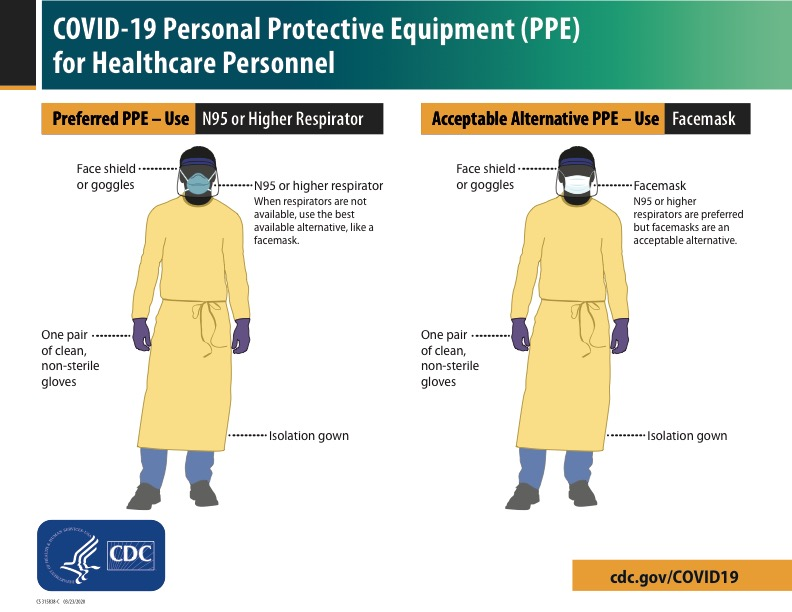 COVID-19 Personal Protective Equipment (PPE)
for Healthcare Personnel
Preferred PPE – Use N95 or Higher Respirator
Face shield
or goggles
N95 or higher respirator
When respirators are not
available, use the best
available alternative, like a
facemask.
One pair
of clean,
non-sterile
gloves
Isolation gown
Acceptable Alternative PPE – Use Facemask
Face shield
or goggles
Facemask
N95 or higher
respirators are preferred
but facemasks are an
acceptable alternative.
One pair
of clean,
non-sterile
gloves
Isolation gown
CDC
cdc.gov/COVID19